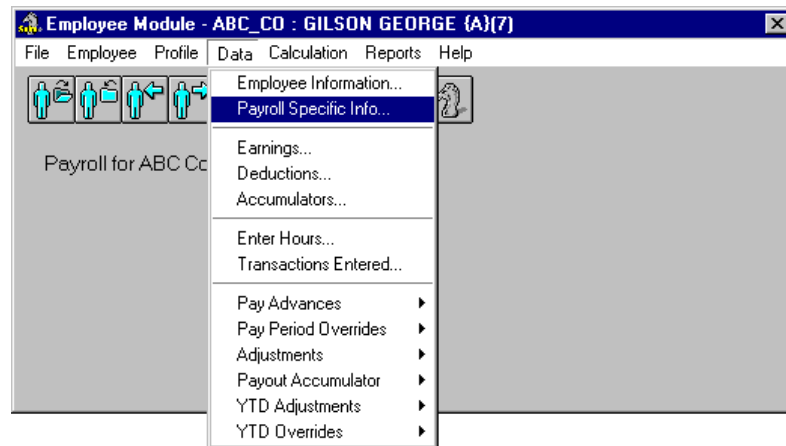 Employee Module - ABC_CO : GILSON GEORGE {A}(7)
File Employee Profile Data Calculation Reports Help
Employee Information...
Payroll Specific Info...
Payroll for ABC Co
Earnings...
Deductions...
Accumulators...
Enter Hours...
Transactions Entered...
Pay Advances
Pay Period Overrides
Adjustments
Payout Accumulator
YTD Adjustments
YTD Overrides